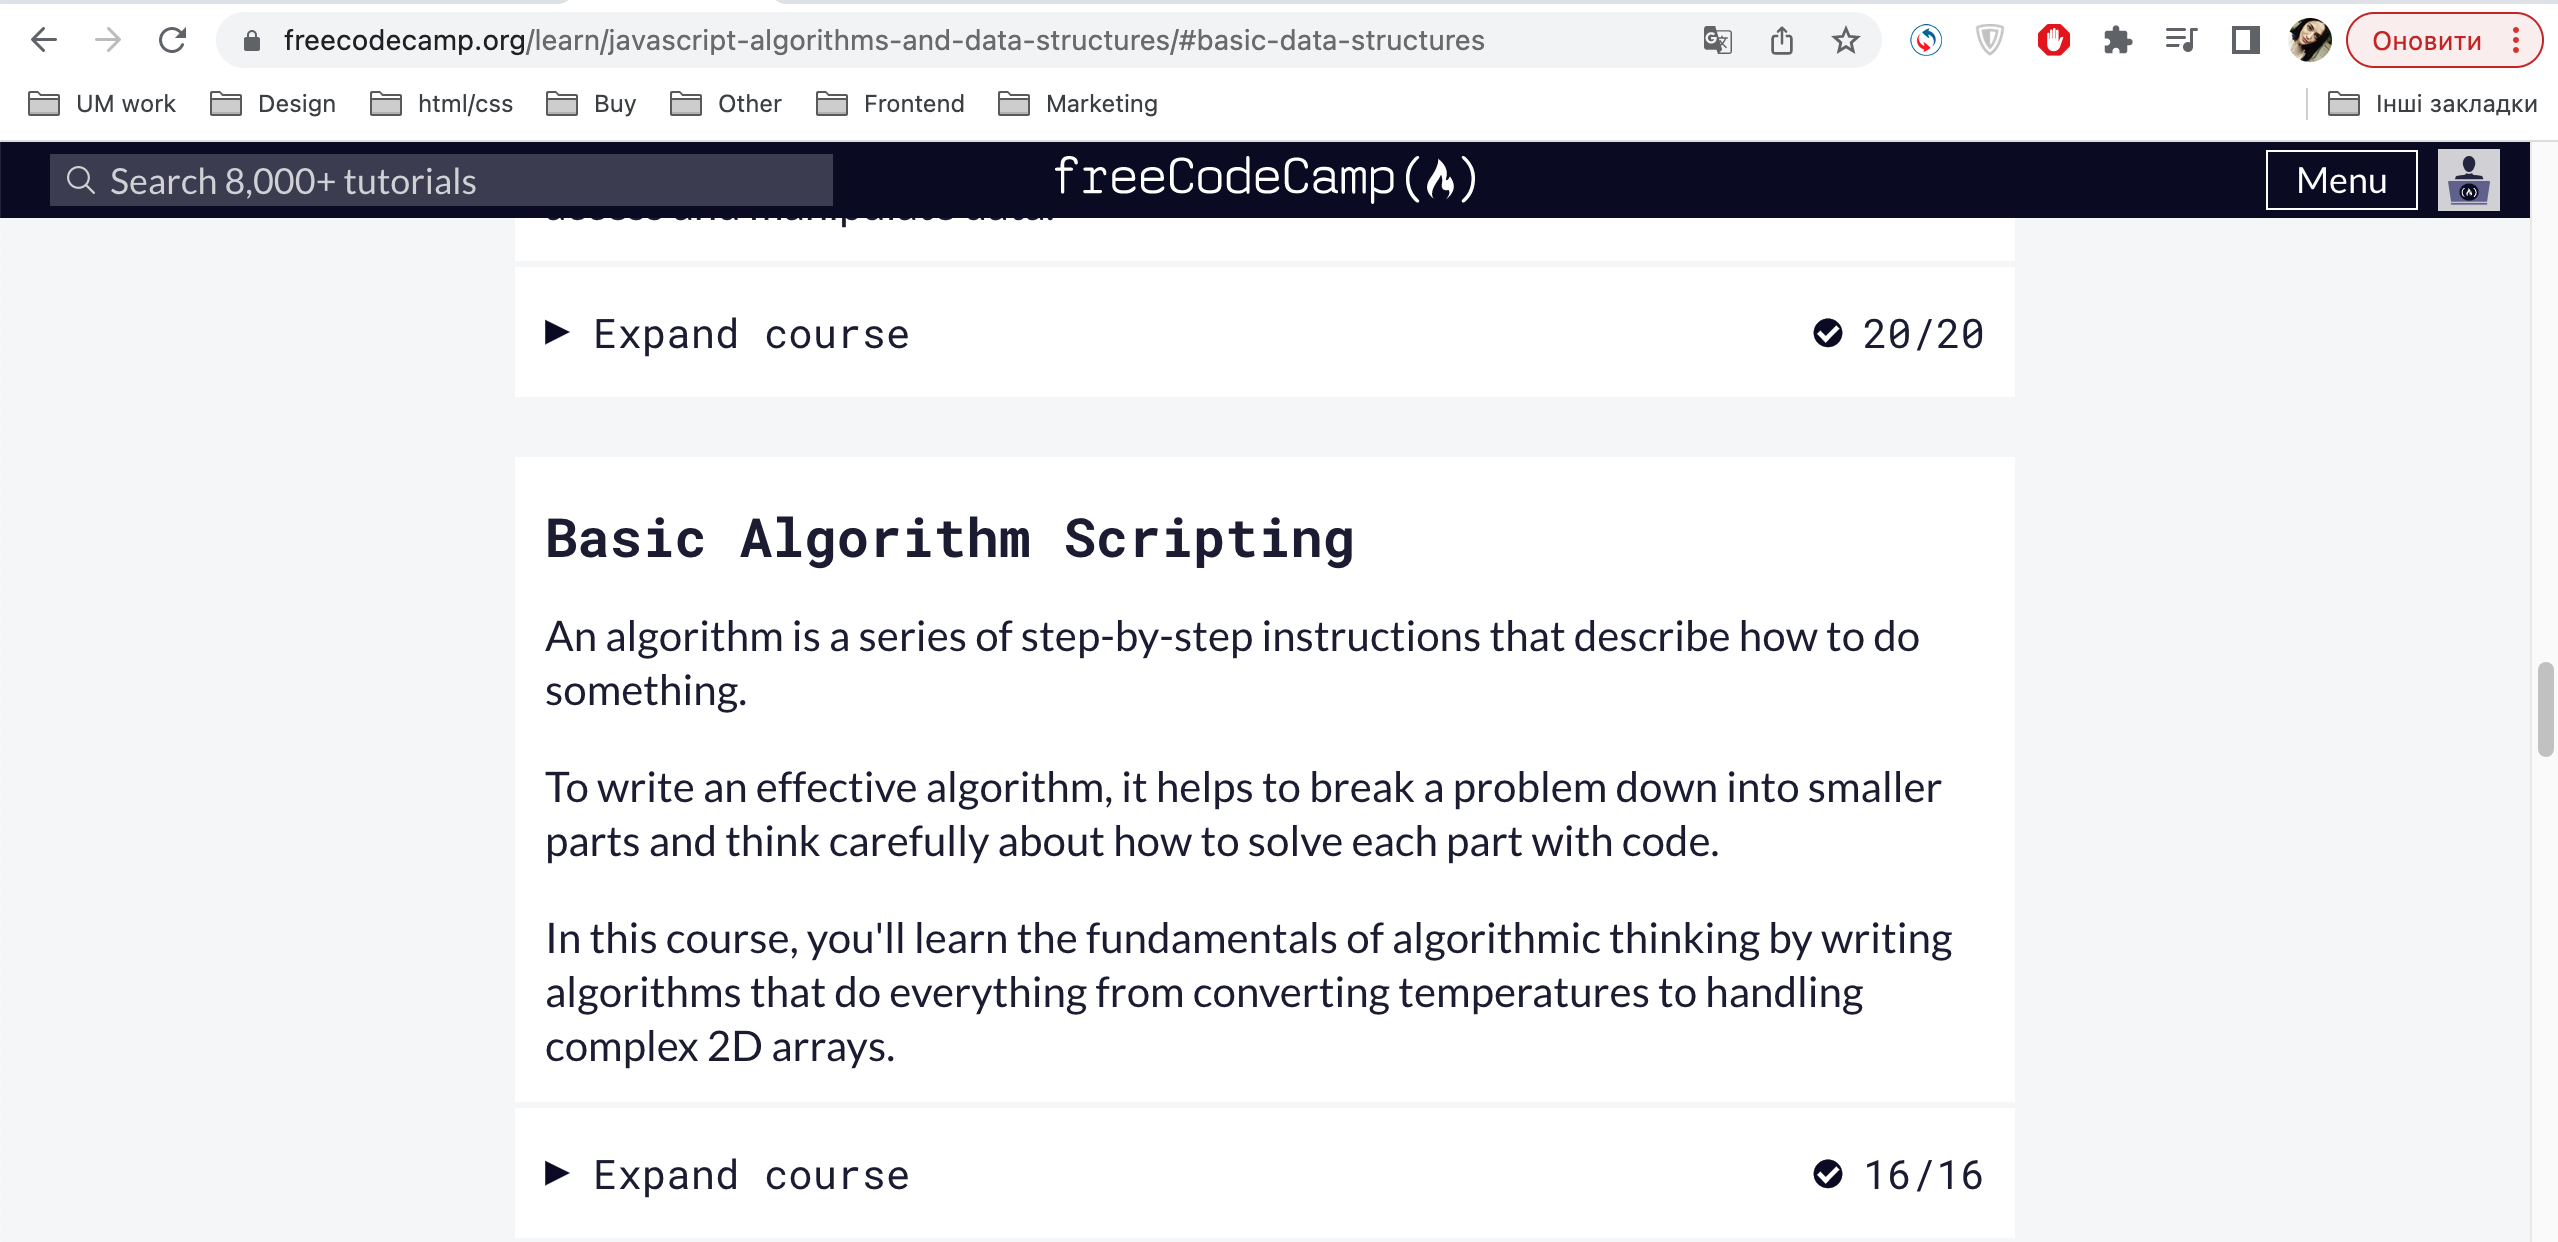 freecodecamp.org/learn/javascript-algorithms-and-data-structures/#basic-data-structures
Оновити
UM work
Design
html/css
Buy
Other
Frontend
Marketing
Інші закладки
Search 8,000+ tutorials
freeCodeCamp
Menu
access and manipulate data.
Expand course
20/20
Basic Algorithm Scripting
An algorithm is a series of step-by-step instructions that describe how to do
something.
To write an effective algorithm, it helps to break a problem down into smaller
parts and think carefully about how to solve each part with code.
In this course, you'll learn the fundamentals of algorithmic thinking by writing
algorithms that do everything from converting temperatures to handling
complex 2D arrays.
Expand course
16/16